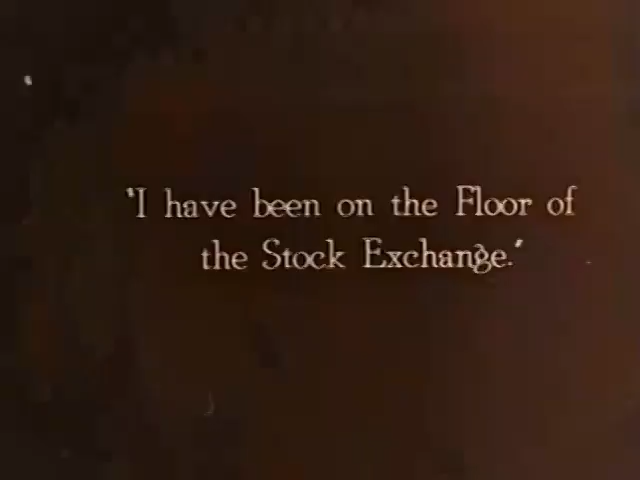 'I have been on the Floor of
the Stock Exchange.'